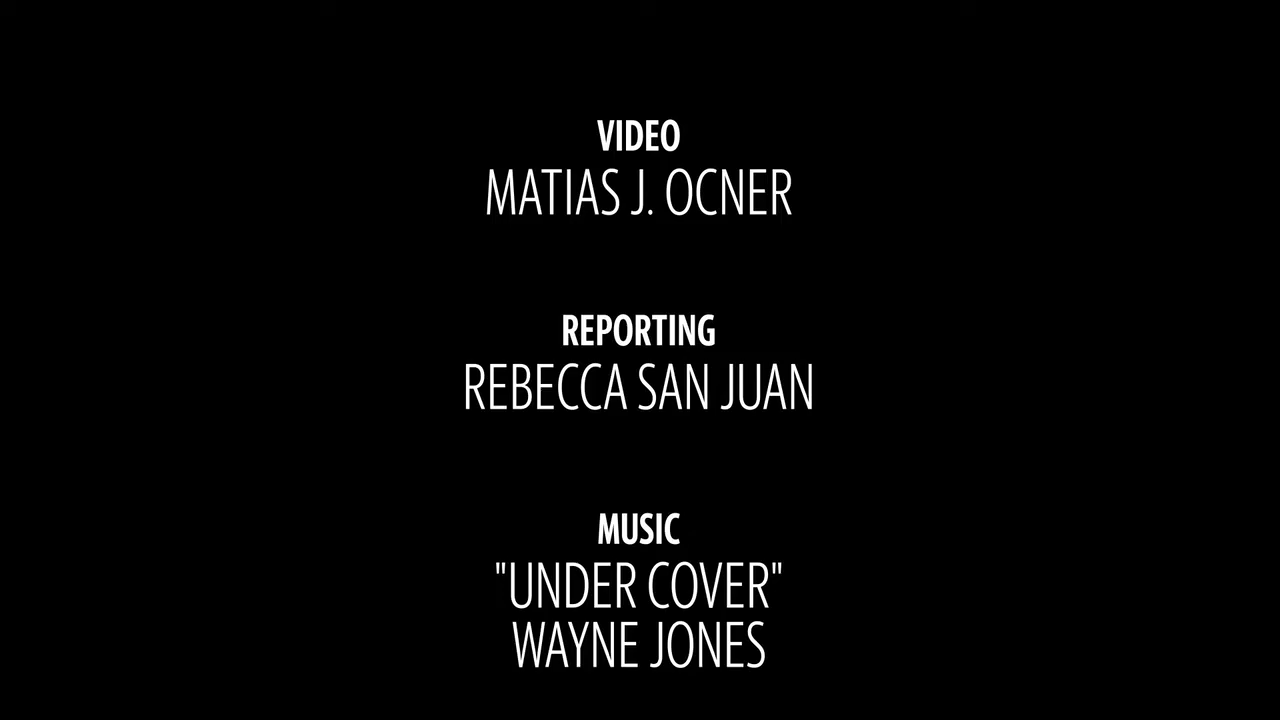 VIDEO
MATIAS J. OCNER
REPORTING
REBECCA SAN JUAN
MUSIC
"UNDER COVER"
WAYNE JONES